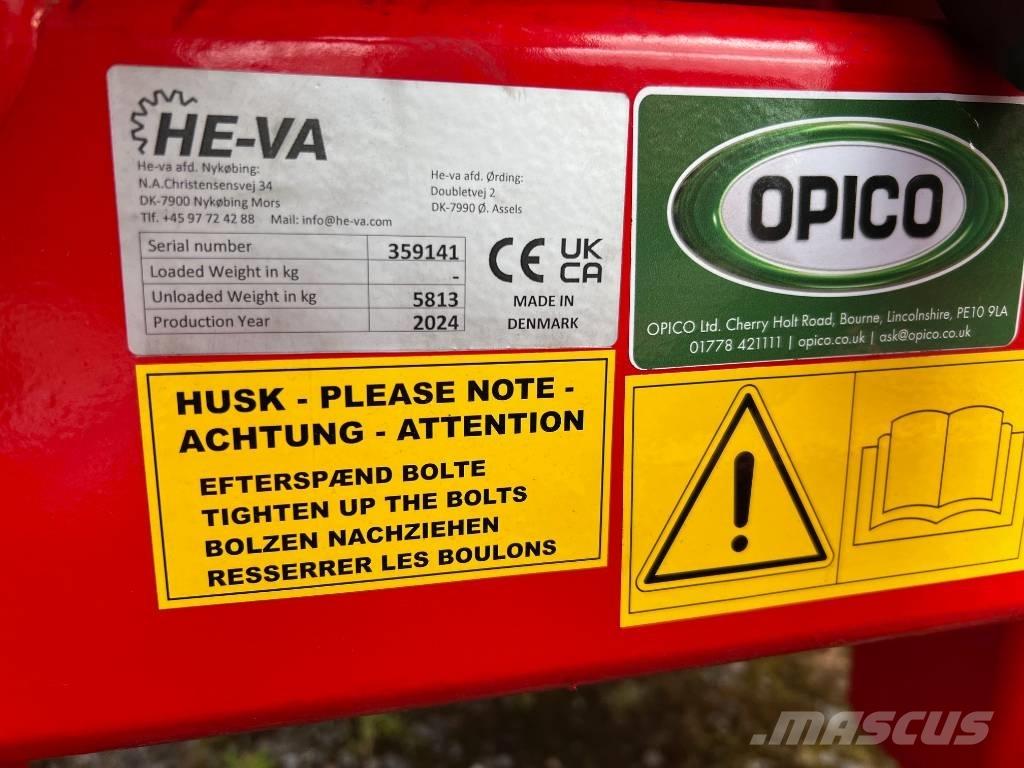 HE-VA
He-va afd. Nykøbing:
N.A.Christensensvej 34
DK-7900 Nykøbing Mors
Tlf. +45 97 72 42 88 Mail: info@he-va.com
He-va afd. Ørding:
Doubletvej 2
DK-7990 Ø. Assels
Serial number 359141
Loaded Weight in kg -
Unloaded Weight in kg 5813
Production Year 2024
CE UK
CA
MADE IN
DENMARK
OPICO
OPICO Ltd. Cherry Holt Road, Bourne, Lincolnshire, PE10 9LA
01778 421111 | opico.co.uk | ask@opico.co.uk
HUSK - PLEASE NOTE -
ACHTUNG - ATTENTION
EFTERSPÆND BOLTE
TIGHTEN UP THE BOLTS
BOLZEN NACHZIEHEN
RESSERRER LES BOULONS
MASCUS